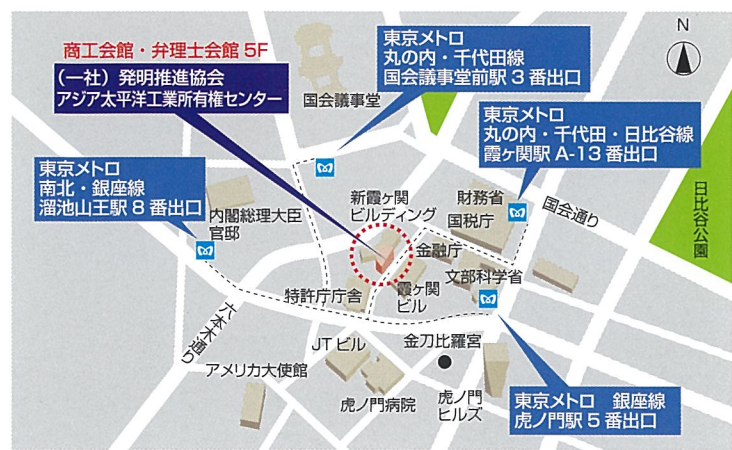 商工会館・弁理士会館 5F
(一社)発明推進協会
アジア太平洋工業所有権センター
国会議事堂
東京メトロ
丸の内・千代田線
国会議事堂前駅 3 番出口
N
東京メトロ
丸の内・千代田・日比谷線
霞ヶ関駅 A-13 番出口
東京メトロ
南北・銀座線
溜池山王駅 8 番出口
内閣総理大臣
官邸
新霞ヶ関
ビルディング
財務省
国税庁
国会通り
日比谷公園
金融庁
文部科学省
特許庁庁舎
霞ヶ関
ビル
六本木通り
JT ビル
金刀比羅宮
アメリカ大使館
虎ノ門病院
虎ノ門
ヒルズ
東京メトロ 銀座線
虎ノ門駅 5 番出口